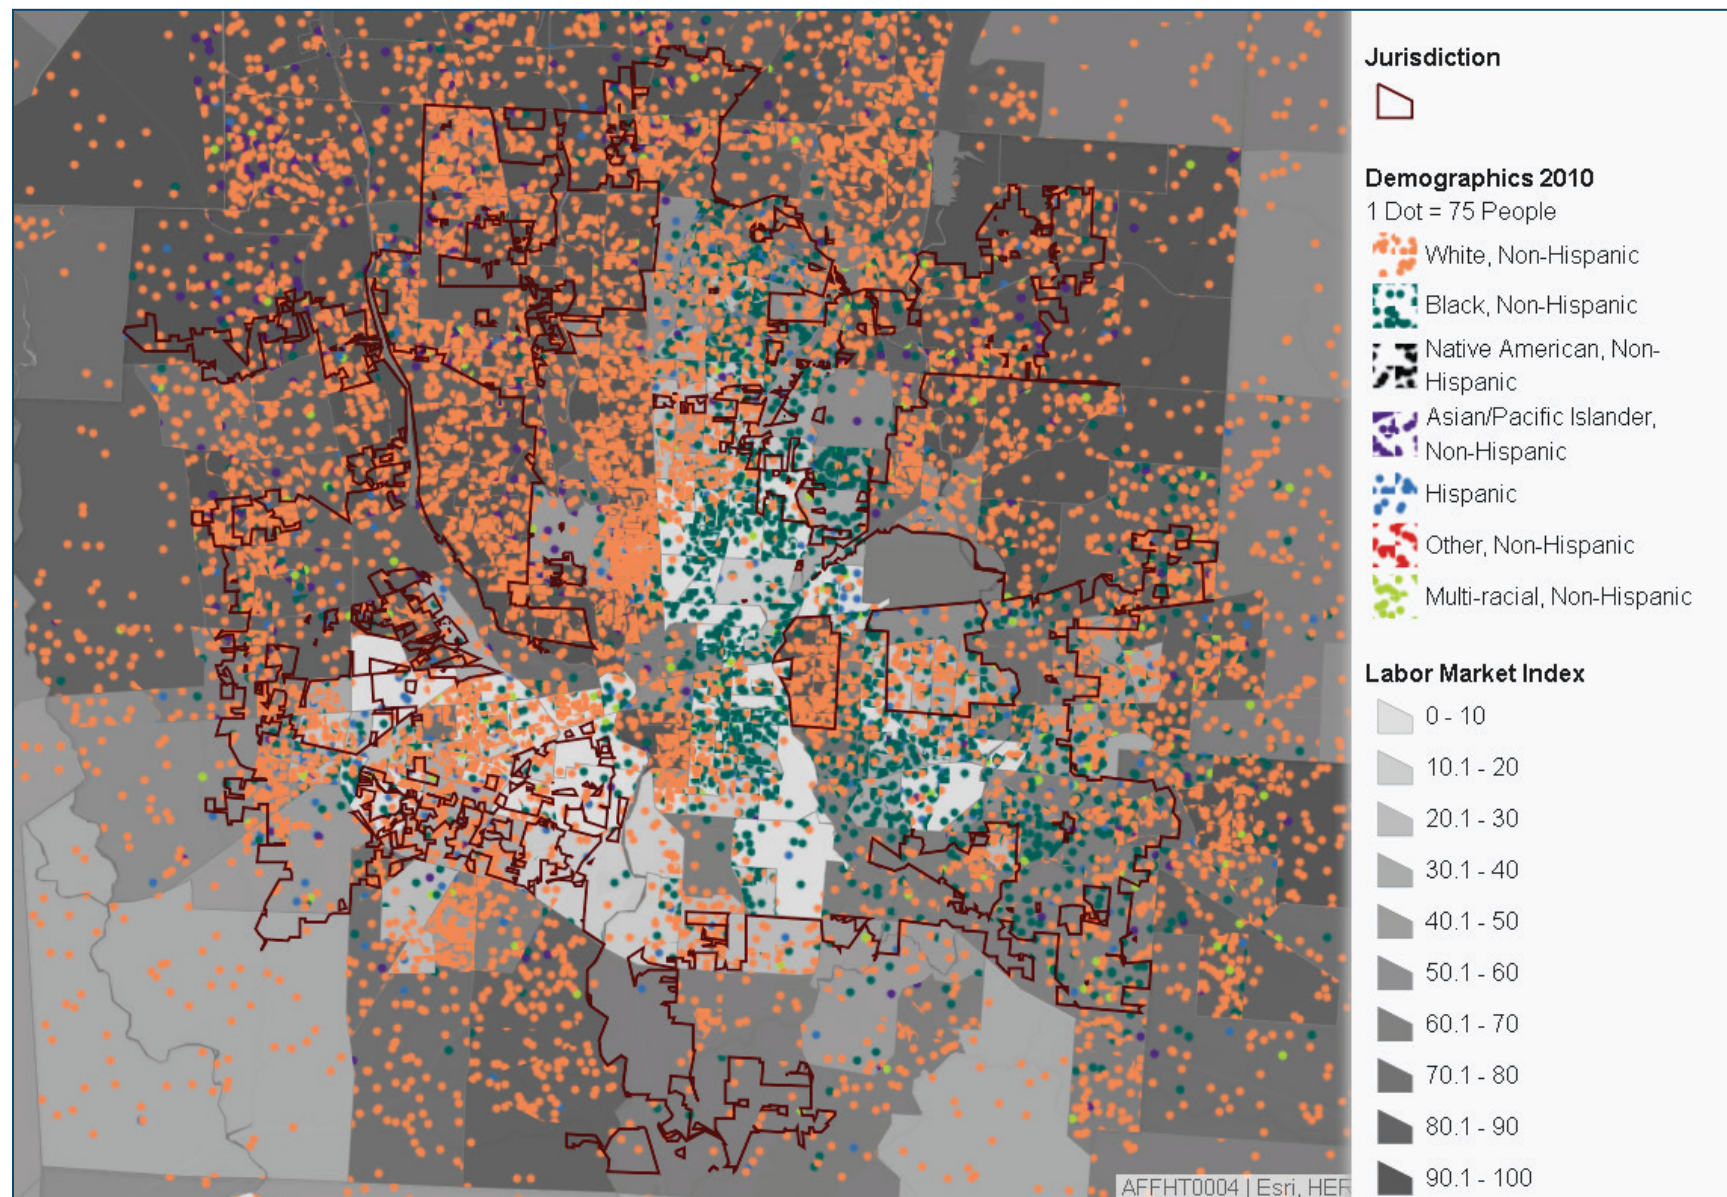 Jurisdiction
Demographics 2010
1 Dot = 75 People
White, Non-Hispanic
Black, Non-Hispanic
Native American, Non-
Hispanic
Asian/Pacific Islander,
Non-Hispanic
Hispanic
Other, Non-Hispanic
Multi-racial, Non-Hispanic
Labor Market Index
0 - 10
10.1 - 20
20.1 - 30
30.1 - 40
40.1 - 50
50.1 - 60
60.1 - 70
70.1 - 80
80.1 - 90
90.1 - 100
AFFHT0004 | Esri, HER